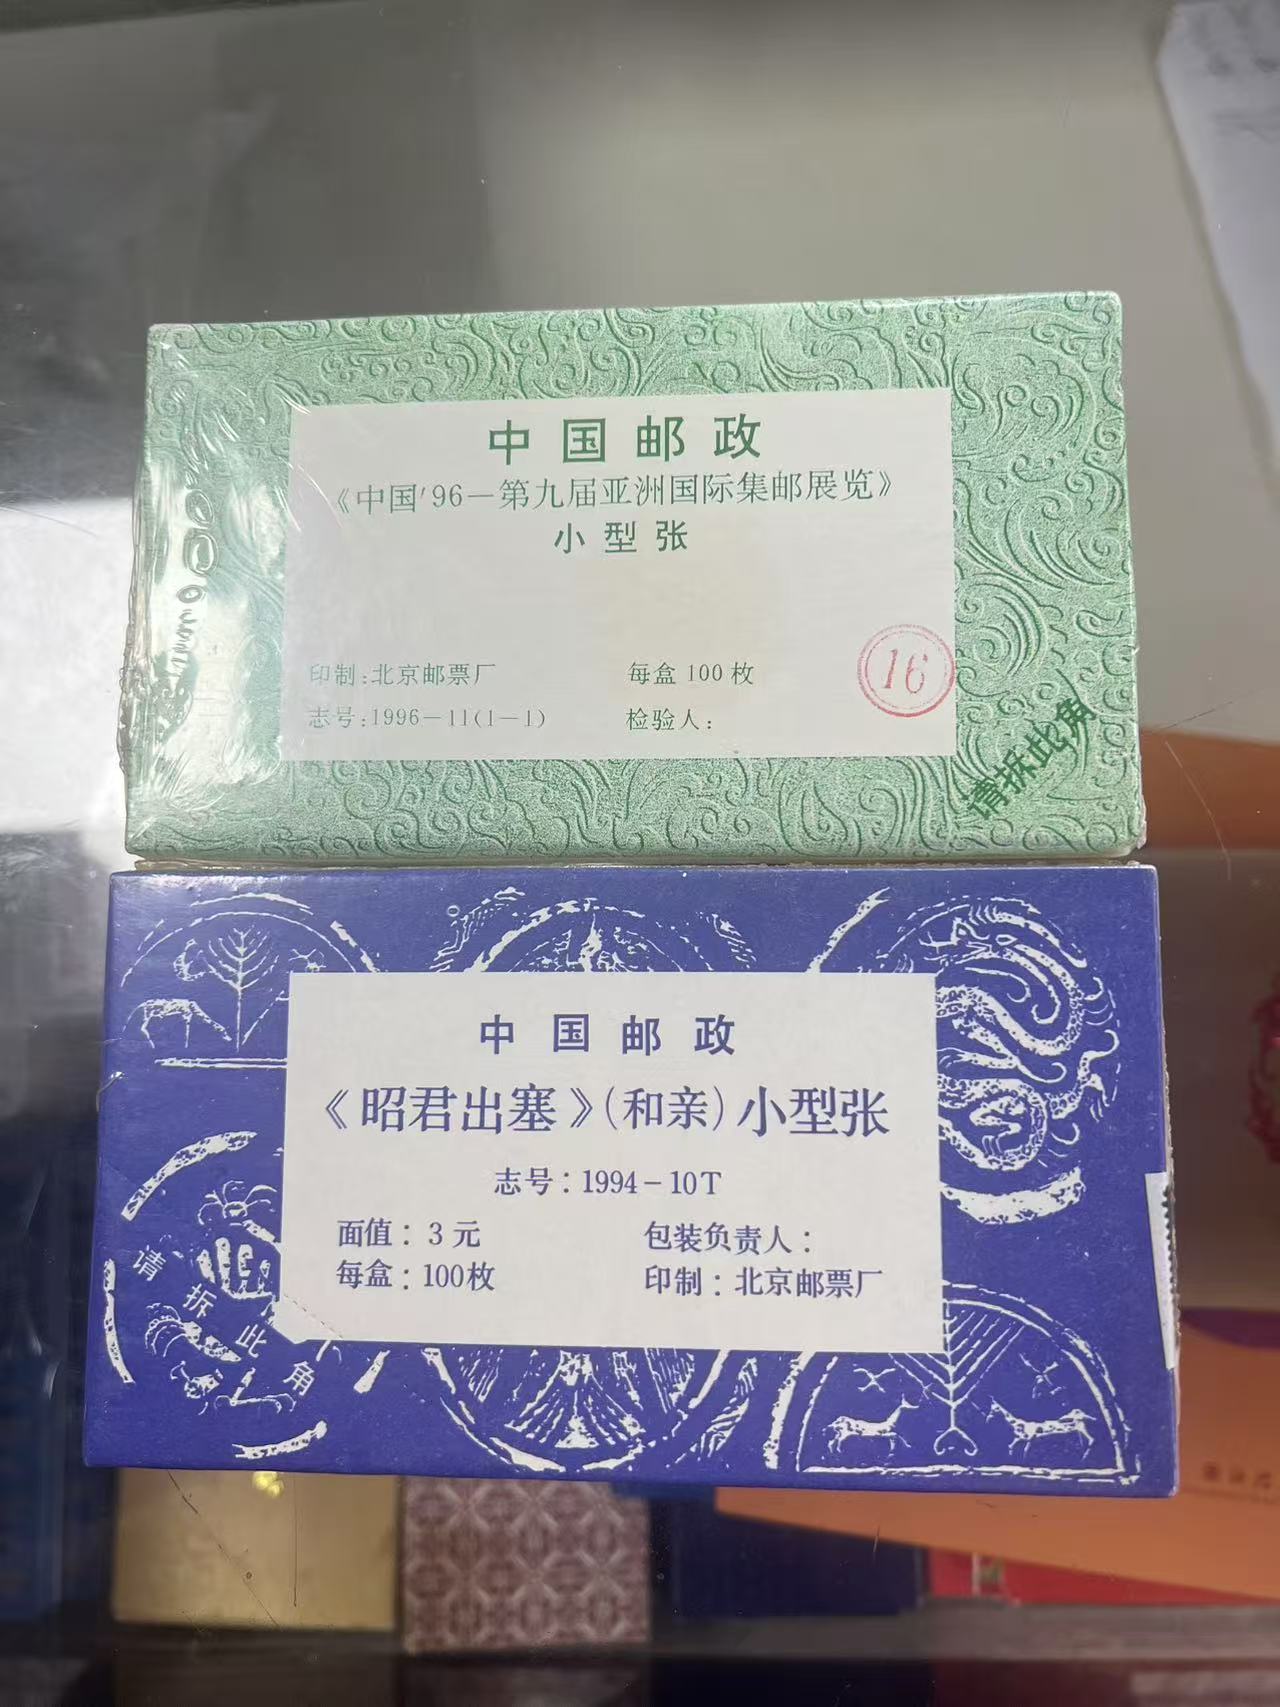 中国邮政
《中国'96－第九届亚洲国际集邮展览》
小型张
印制:北京邮票厂 每盒100枚
志号:1996－11(1－1) 检验人:
16
请拆此角
中国邮政
《昭君出塞》(和亲)小型张
志号:1994－10T
面值:3元 包装负责人:
每盒:100枚 印制:北京邮票厂
请拆此角